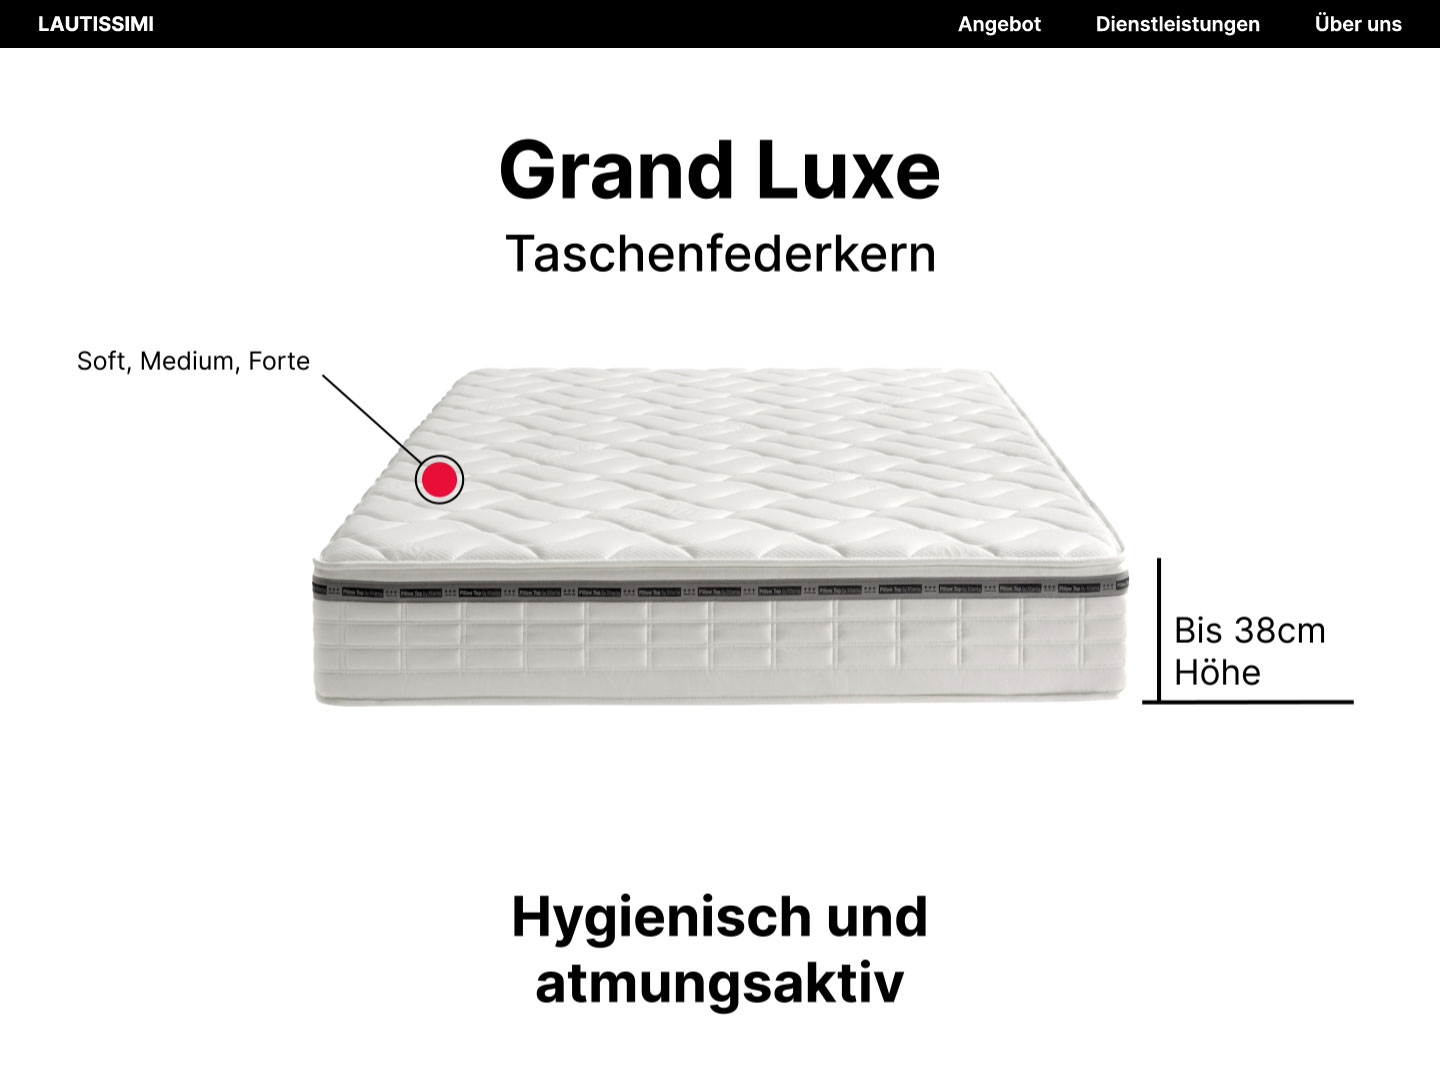 LAUTISSIMI
Angebot
Dienstleistungen
Über uns
Grand Luxe
Taschenfederkern
Soft, Medium, Forte
Bis 38cm
Höhe
Hygienisch und
atmungsaktiv